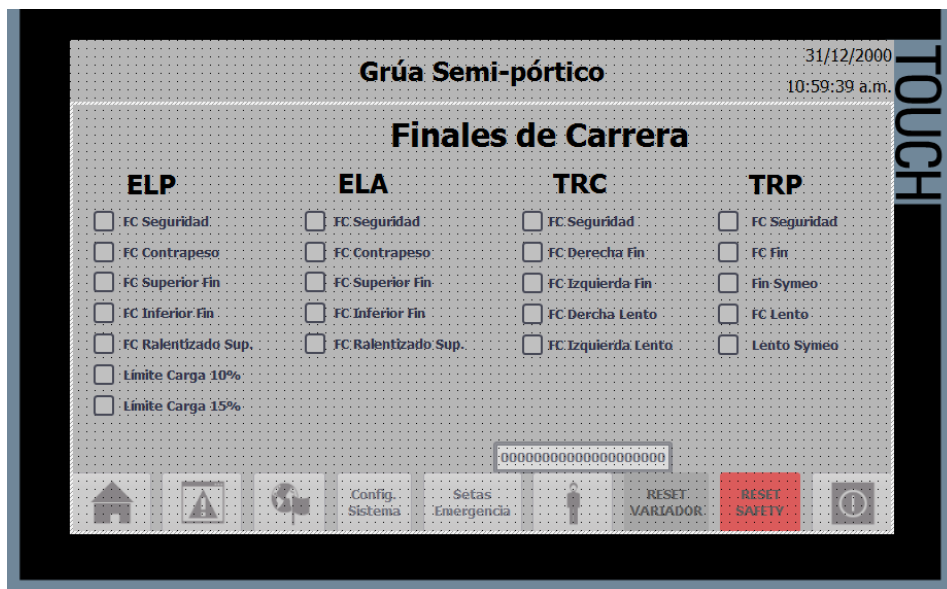 Grúa Semi-pórtico
31/12/2000
10:59:39 a.m.
TOUCH
Finales de Carrera
ELP
FC Seguridad
FC Contrapeso
FC Superior Fin
FC Inferior Fin
FC Ralentizado Sup.
Límite Carga 10%
Límite Carga 15%
ELA
FC Seguridad
FC Contrapeso
FC Superior Fin
FC Inferior Fin
FC Ralentizado Sup.
TRC
FC Seguridad
FC Derecha Fin
FC Izquierda Fin
FC Dercha Lento
FC Izquierda Lento
TRP
FC Seguridad
FC Fin
Fin Symeo
FC Lento
Lento Symeo
00000000000000000000
Config.
Sistema
Setas
Emergencia
RESET
VARIADOR
RESET
SAFETY